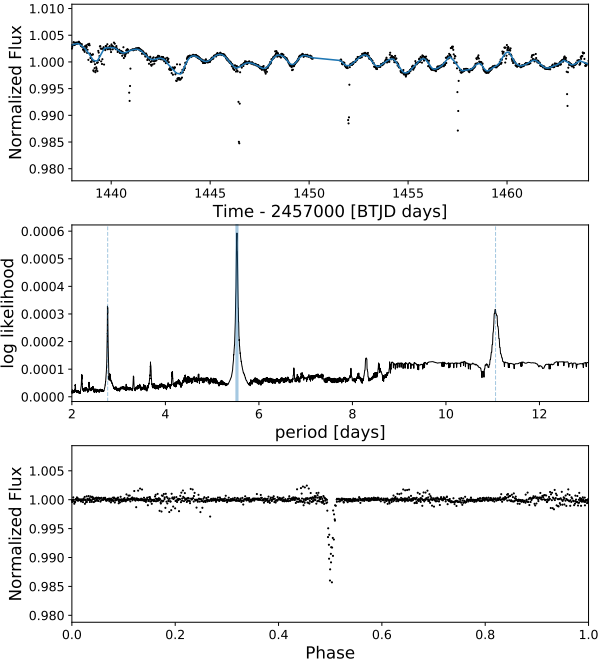 1.010
1.005
1.000
0.995
0.990
0.985
0.980
Normalized Flux
1440 1445 1450 1455 1460
Time - 2457000 [BTJD days]
0.0006
0.0005
0.0004
0.0003
0.0002
0.0001
0.0000
log likelihood
2 4 6 8 10 12
period [days]
1.005
1.000
0.995
0.990
0.985
0.980
Normalized Flux
0.0 0.2 0.4 0.6 0.8 1.0
Phase